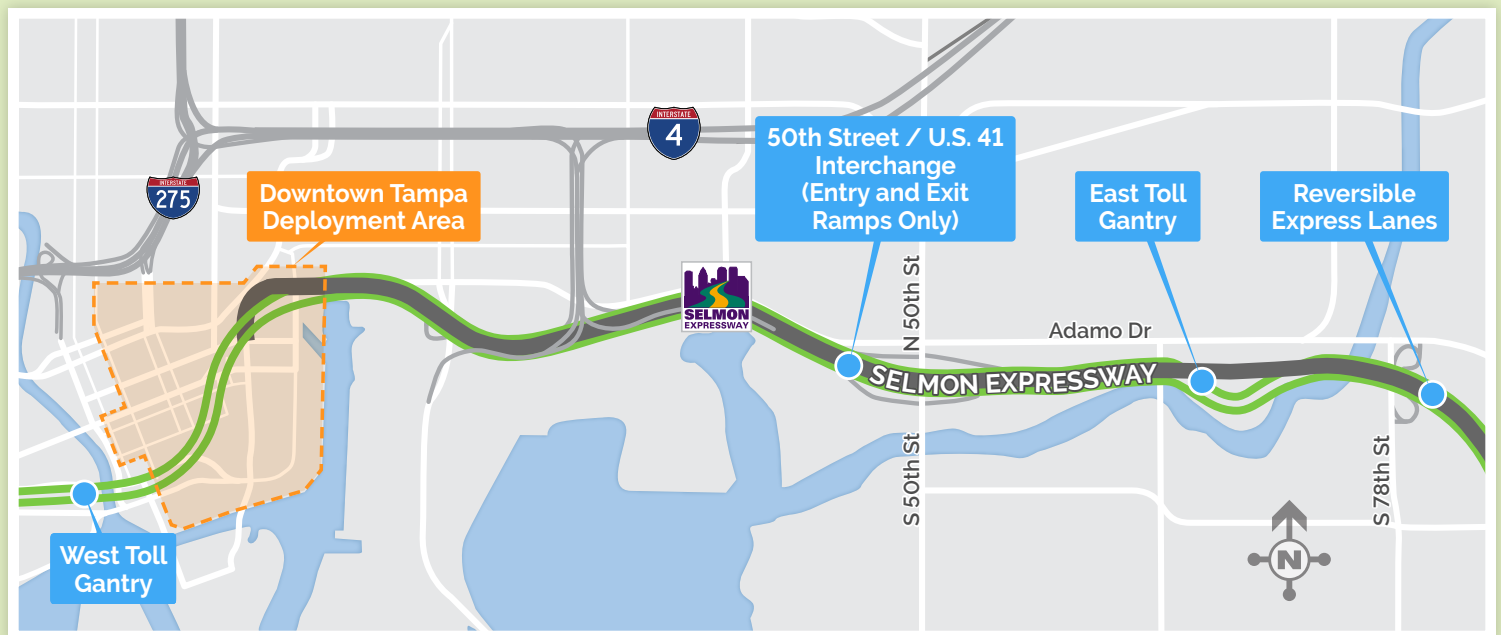 INTERSTATE
4
INTERSTATE
275
Downtown Tampa
Deployment Area
50th Street / U.S. 41
Interchange
(Entry and Exit
Ramps Only)
East Toll
Gantry
Reversible
Express Lanes
N 50th St
SELMON
EXPRESSWAY
Adamo Dr
SELMON EXPRESSWAY
S 50th St
S 78th St
West Toll
Gantry
N